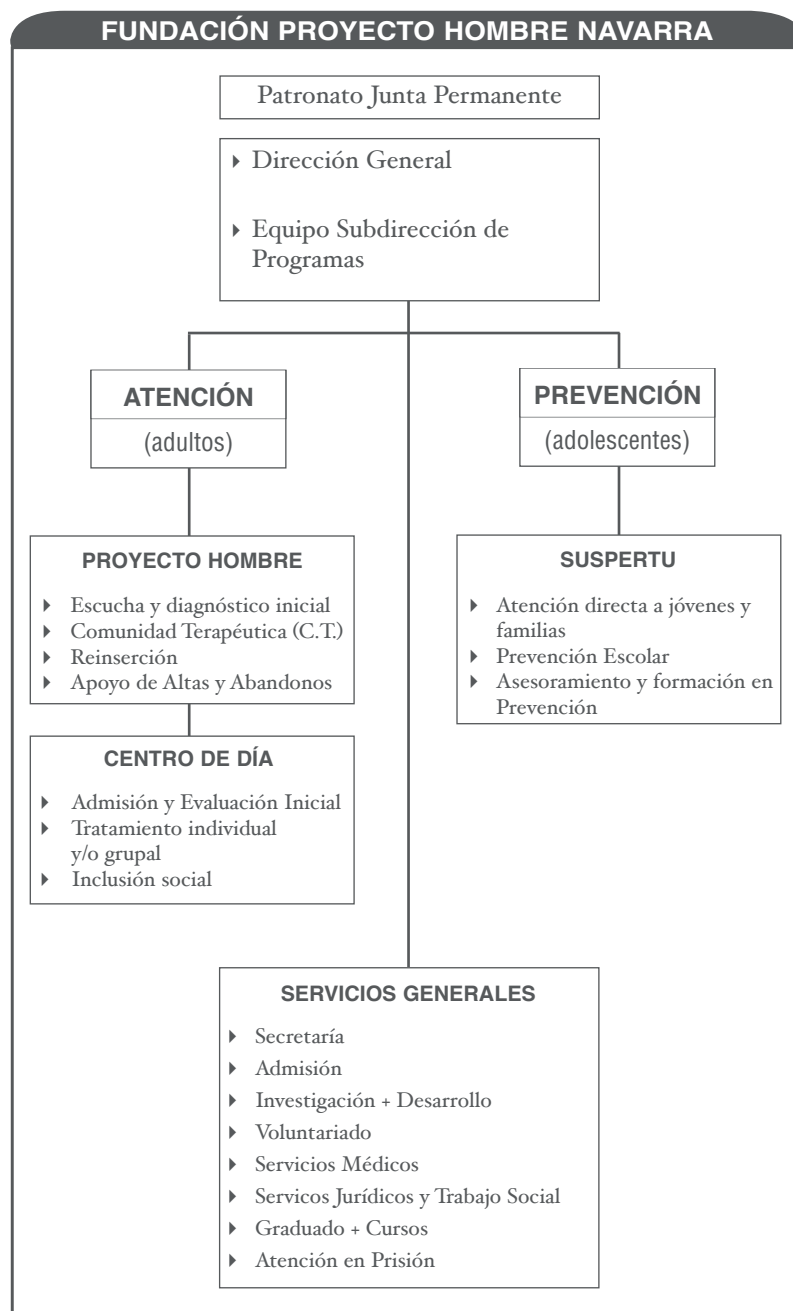 FUNDACIÓN PROYECTO HOMBRE NAVARRA
Patronato Junta Permanente
Dirección General
Equipo Subdirección de
Programas
ATENCIÓN
(adultos)
PREVENCIÓN
(adolescentes)
PROYECTO HOMBRE
Escucha y diagnóstico inicial
Comunidad Terapéutica (C.T.)
Reinserción
Apoyo de Altas y Abandonos
SUSPERTU
Atención directa a jóvenes y
familias
Prevención Escolar
Asesoramiento y formación en
Prevención
CENTRO DE DÍA
Admisión y Evaluación Inicial
Tratamiento individual
y/o grupal
Inclusión social
SERVICIOS GENERALES
Secretaría
Admisión
Investigación + Desarrollo
Voluntariado
Servicios Médicos
Servicos Jurídicos y Trabajo Social
Graduado + Cursos
Atención en Prisión